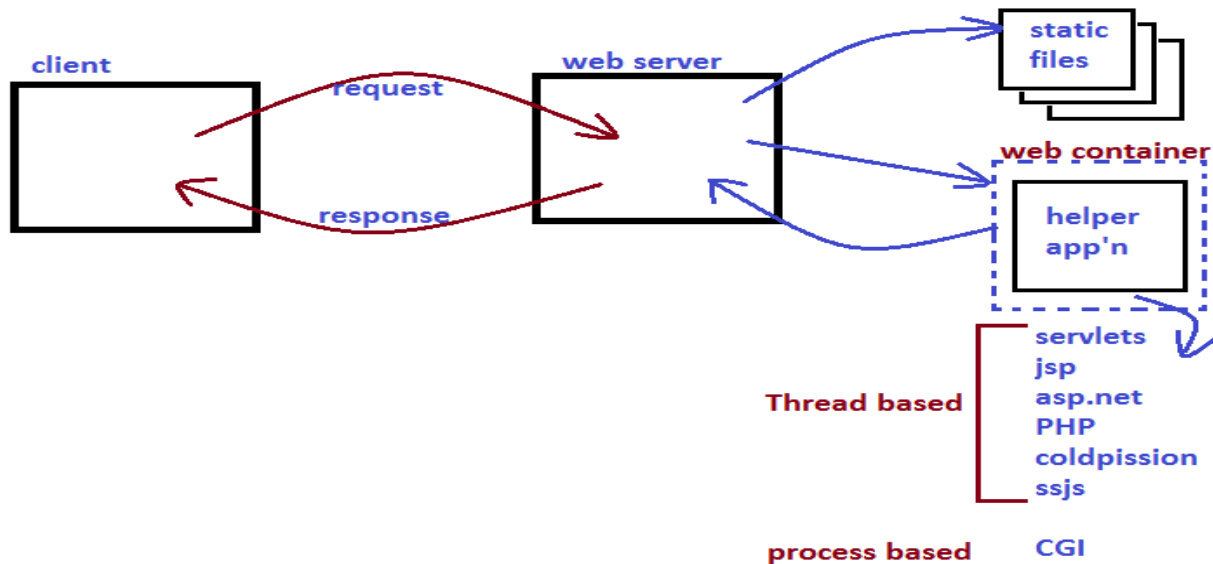 client
request
response
web server
static
files
web container
helper
app'n
Thread based
servlets
jsp
asp.net
PHP
coldpission
ssjs
process based
CGI